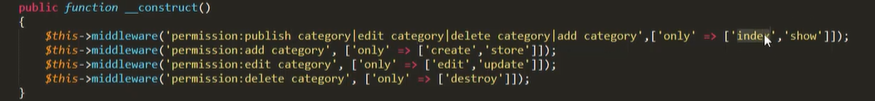 public function __construct()
{
$this->middleware('permission:publish category|edit category|delete category|add category',['only' => ['index','show']]);
$this->middleware('permission:add category', ['only' => ['create','store']]);
$this->middleware('permission:edit category', ['only' => ['edit','update']]);
$this->middleware('permission:delete category', ['only' => ['destroy']]);
}